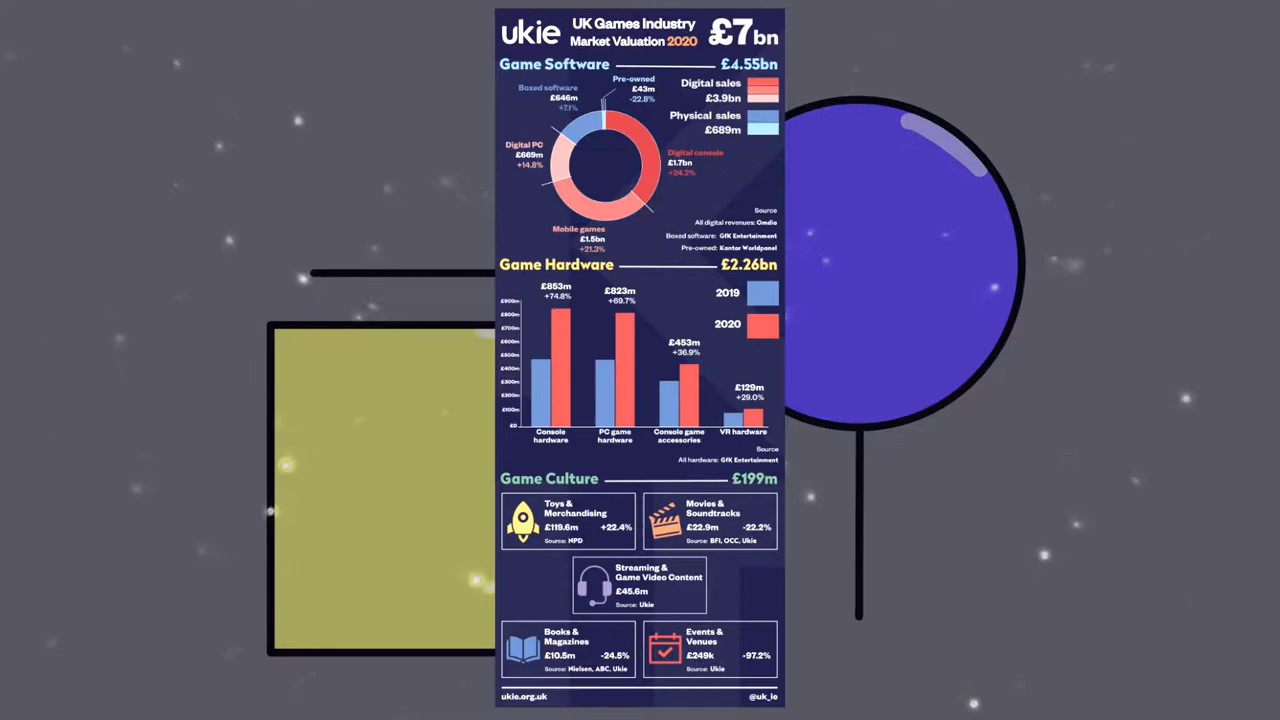 ukie
UK Games Industry
Market Valuation 2020
£7bn
Game Software
£4.55bn
Pre-owned
£43m
-22.8%
Boxed software
£646m
+7.1%
Digital PC
£669m
+14.8%
Digital console
£1.7bn
+24.2%
Mobile games
£1.5bn
+21.3%
Digital sales
£3.9bn
Physical sales
£689m
Source
All digital revenues: Omdia
Boxed software: GfK Entertainment
Pre-owned: Kantar Worldpanel
Game Hardware
£2.26bn
£900m
£800m
£700m
£600m
£500m
£400m
£300m
£200m
£100m
£0
£853m
+74.8%
£823m
+69.7%
£453m
+36.9%
£129m
+29.0%
2019
2020
Console
hardware
PC game
hardware
Console game
accessories
VR hardware
Source
All hardware: GfK Entertainment
Game Culture
£199m
Toys &
Merchandising
£119.6m +22.4%
Source: NPD
Movies &
Soundtracks
£22.9m -22.2%
Source: BFI, OCC, Ukie
Streaming &
Game Video Content
£45.6m
Source: Ukie
Books &
Magazines
£10.5m -24.5%
Source: Nielsen, ABC, Ukie
Events &
Venues
£249k -97.2%
Source: Ukie
ukie.org.uk
@uk_ie